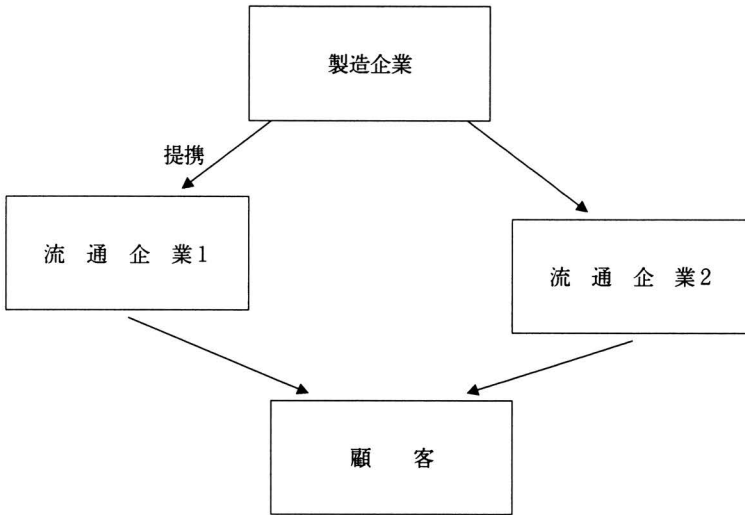 製造企業
提携
流 通 企 業1
流 通 企 業2
顧 客